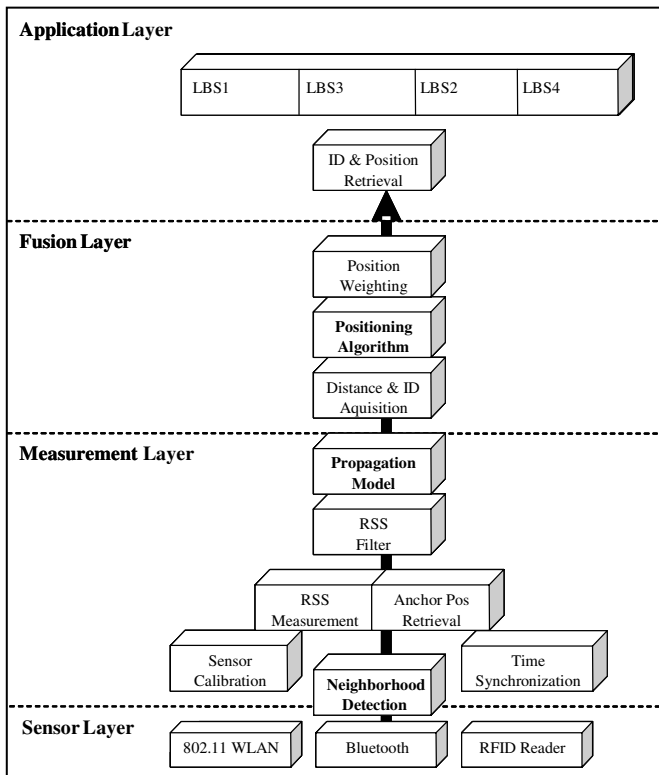 Application Layer
LBS1 LBS3 LBS2 LBS4
ID & Position
Retrieval
Fusion Layer
Position
Weighting
Positioning
Algorithm
Distance & ID
Aquisition
Measurement Layer
Propagation
Model
RSS
Filter
RSS
Measurement
Anchor Pos
Retrieval
Sensor
Calibration
Time
Synchronization
Neighborhood
Detection
Sensor Layer
802.11 WLAN
Bluetooth
RFID Reader